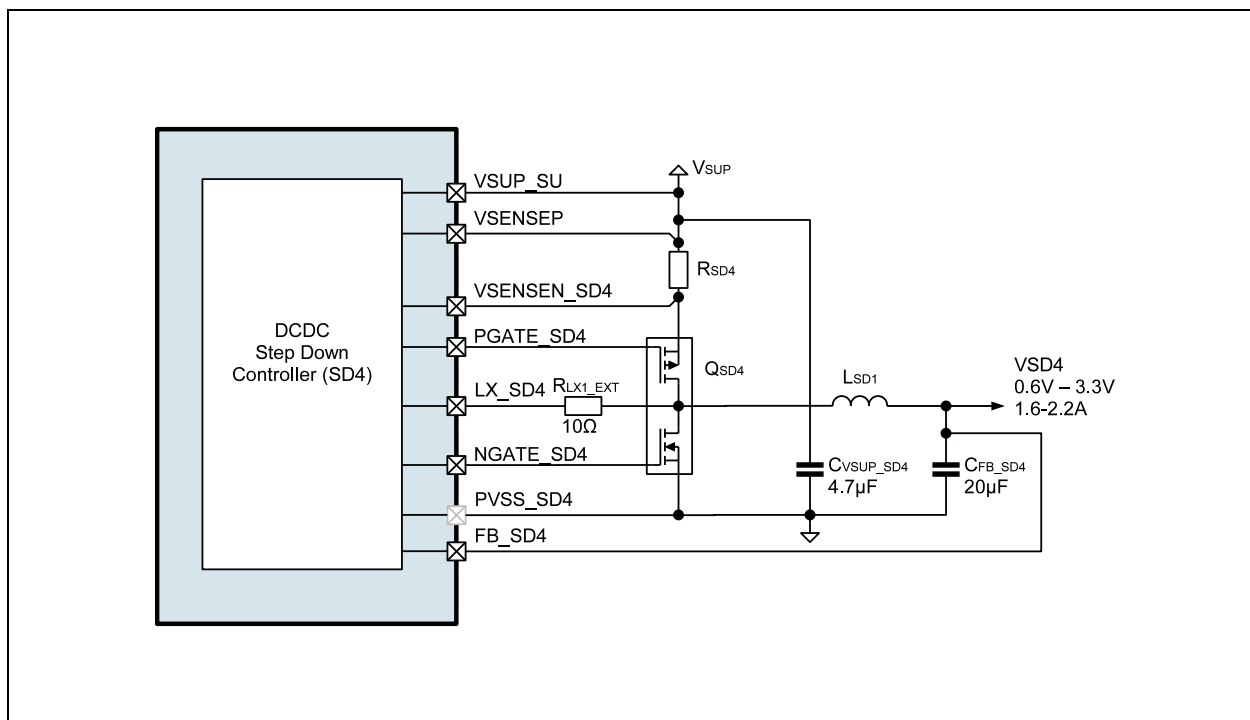 VSUP_SU
VSUP
VSENSEP
RSD4
VSENSEN_SD4
DCDC
Step Down
Controller (SD4)
PGATE_SD4
QSD4
LX_SD4
RLX1_EXT
10Ω
LSD1
VSD4
0.6V – 3.3V
1.6-2.2A
NGATE_SD4
CVSUP_SD4
4.7µF
CFB_SD4
20µF
PVSS_SD4
FB_SD4